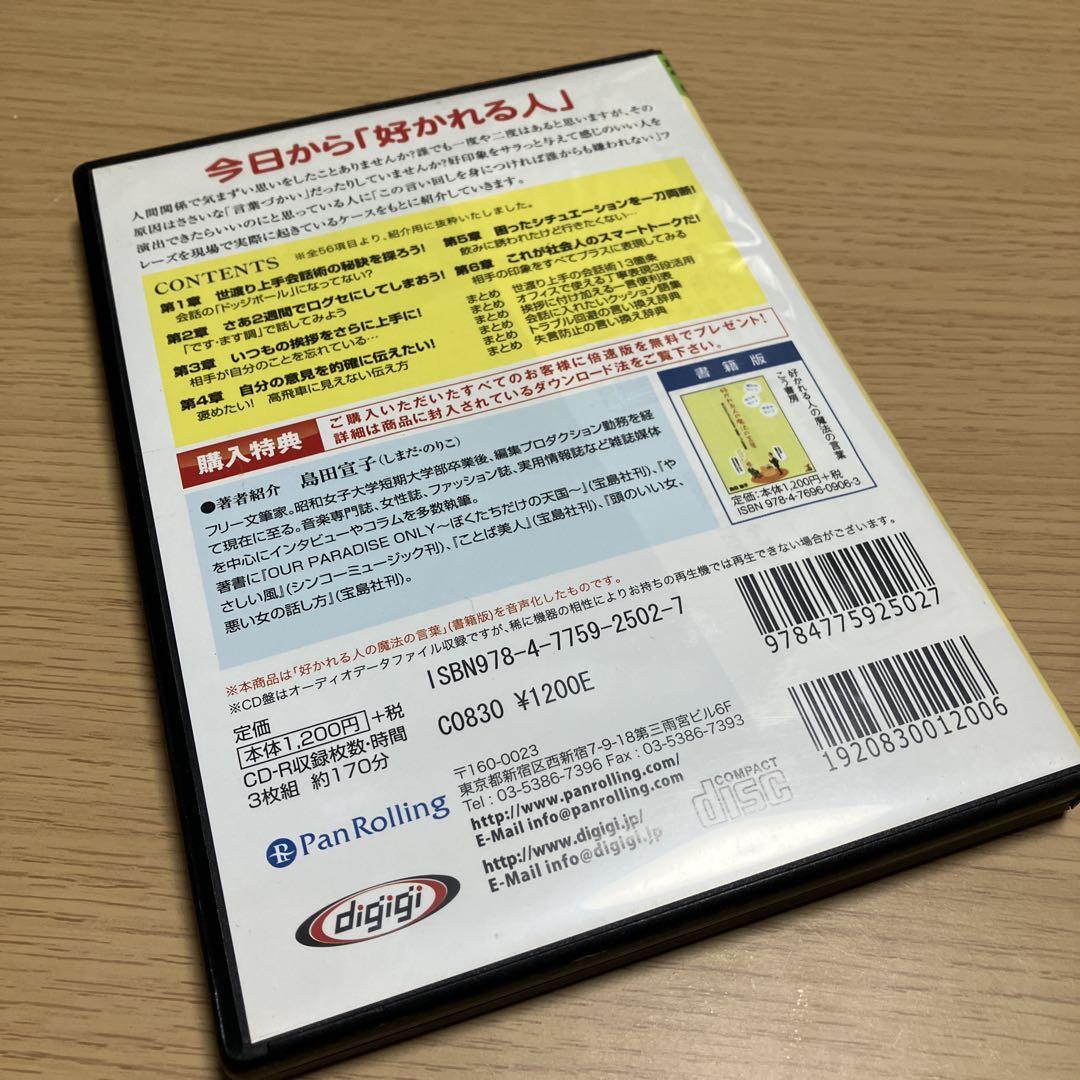 今日から「好かれる人」
人間関係で気まずい思いをしたことありませんか?誰でも一度や二度はあると思いますが、その
原因はささいな「言葉づかい」だったりしていませんか?好印象をサラっと与えて感じのいい人を
演出できたらいいのにと思っている人に「この言い回しを身につければ誰からも嫌われない」フ
レーズを現場で実際に起きているケースをもとに紹介していきます。
CONTENTS ※全56項目より、紹介用に抜粋いたしました。
第1章 世渡り上手会話術の秘訣を探ろう!
会話の「ドッジボール」になってない?
第2章 さあ2週間でログセにしてしまおう!
「です・ます調」で話してみよう
第3章 いつもの挨拶をさらに上手に!
相手が自分のことを忘れている…
第4章 自分の意見を的確に伝えたい!
褒めたい! 高飛車に見えない伝え方
第5章 困ったシチュエーションを一刀両断!
飲みに誘われたけど行きたくない…
第6章 これが社会人のスマートトークだ!
相手の印象をすべてプラスに表現してみる
まとめ 世渡り上手の会話術13箇条
まとめ オフィスで使える丁寧表現3段活用
まとめ 挨拶に付け加える一言便利表
まとめ 会話に入れたいクッション語集
まとめ トラブル回避の言い換え辞典
まとめ 失言防止の言い換え辞典
購入特典
ご購入いただいたすべてのお客様に倍速版を無料でプレゼント!
詳細は商品に封入されているダウンロード法をご覧下さい。
●著者紹介 島田宣子(しまだ・のりこ)
フリー文筆家。昭和女子大学短期大学部卒業後、編集プロダクション勤務を経
て現在に至る。音楽専門誌、女性誌、ファッション誌、実用情報誌など雑誌媒体
を中心にインタビューやコラムを多数執筆。
著書に『OUR PARADISE ONLY〜ぼくたちだけの天国〜』(宝島社刊)、『や
さしい風』(シンコーミュージック刊)、『ことば美人』(宝島社刊)、『頭のいい女、
悪い女の話し方』(宝島社刊)。
書籍版
好かれる人の魔法の言葉
こう書房
定価:本体1,200円+税
ISBN 978-4-7696-0906-3
※本商品は「好かれる人の魔法の言葉」(書籍版)を音声化したものです。
※CD盤はオーディオデータファイル収録ですが、稀に機器の相性によりお持ちの再生機では再生できない場合がございます。
ISBN978-4-7759-2502-7
C0830 ¥1200E
9784775925027
1920830012006
定価
本体1,200円+税
CD-R収録枚数・時間
3枚組 約170分
〒160-0023
東京都新宿区西新宿7-9-18第三雨宮ビル6F
Tel : 03-5386-7396 Fax : 03-5386-7393
http://www.panrolling.com/
E-Mail info@panrolling.com
http://www.digigi.jp/
E-Mail info@digigi.jp
COMPACT
disc
PanRolling
digigi